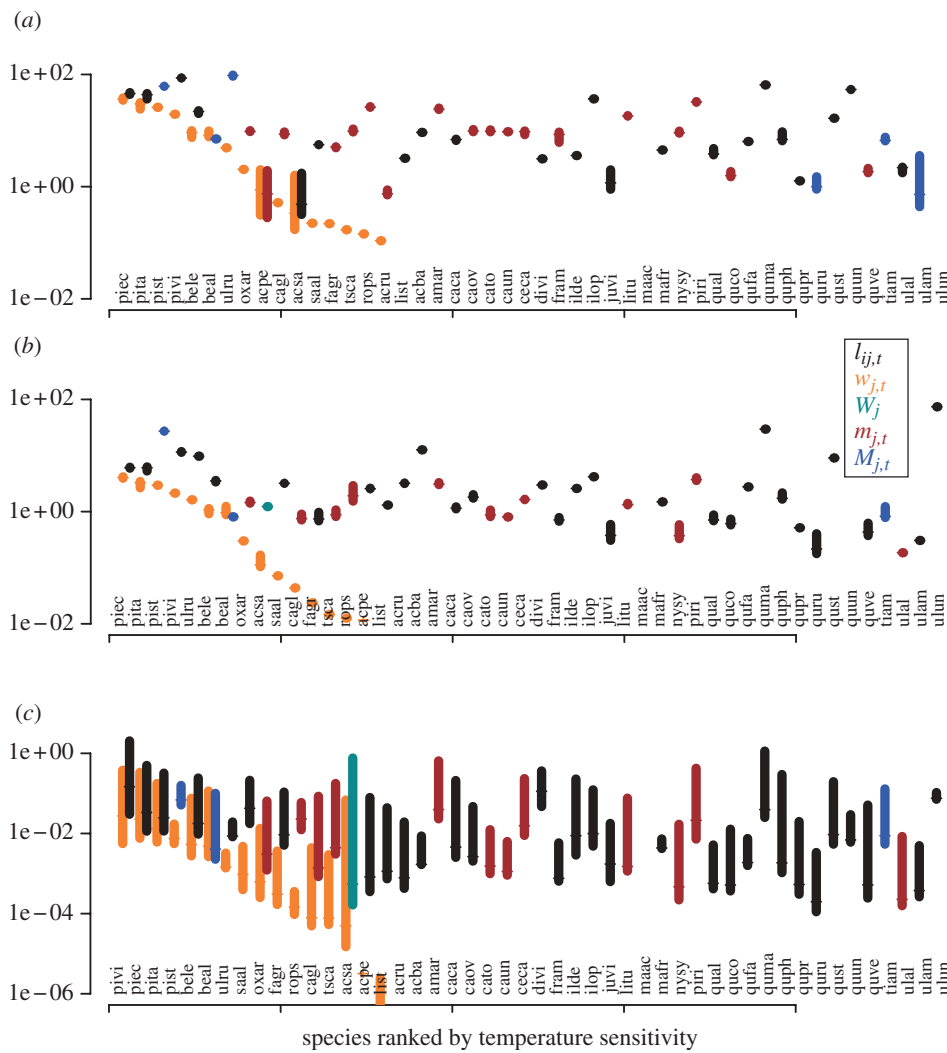 (a)
1e+02
1e+00
1e−02
piec pita pist pivi bele beal ulru oxar acpe cagl acsa saal fagr tsca rops acru list acba amar caca caov cato caun ceca divi fram ilde ilop juvi litu maac mafr nysy piri qual quco qufa quma quph qupr quru qust quun quve tiam ulal ulam ulun
(b)
1e+02
1e+00
1e−02
l_{ij,t}
w_{j,t}
W_j
m_{j,t}
M_{j,t}
piec pita pist pivi ulru bele beal oxar acsa saal cagl fagr tsca rops acpe list acru acba amar caca caov cato caun ceca divi fram ilde ilop juvi litu maac mafr nysy piri qual quco qufa quma quph qupr quru qust quun quve tiam ulal ulam ulun
(c)
1e+00
1e−02
1e−04
1e−06
pivi piec pita pist bele beal ulru saal oxar fagr rops cagl tsca acsa acpe list acru acba amar caca caov cato caun ceca divi fram ilde ilop juvi litu maac mafr nysy piri qual quco qufa quma quph qupr quru qust quun quve tiam ulal ulam ulun
species ranked by temperature sensitivity